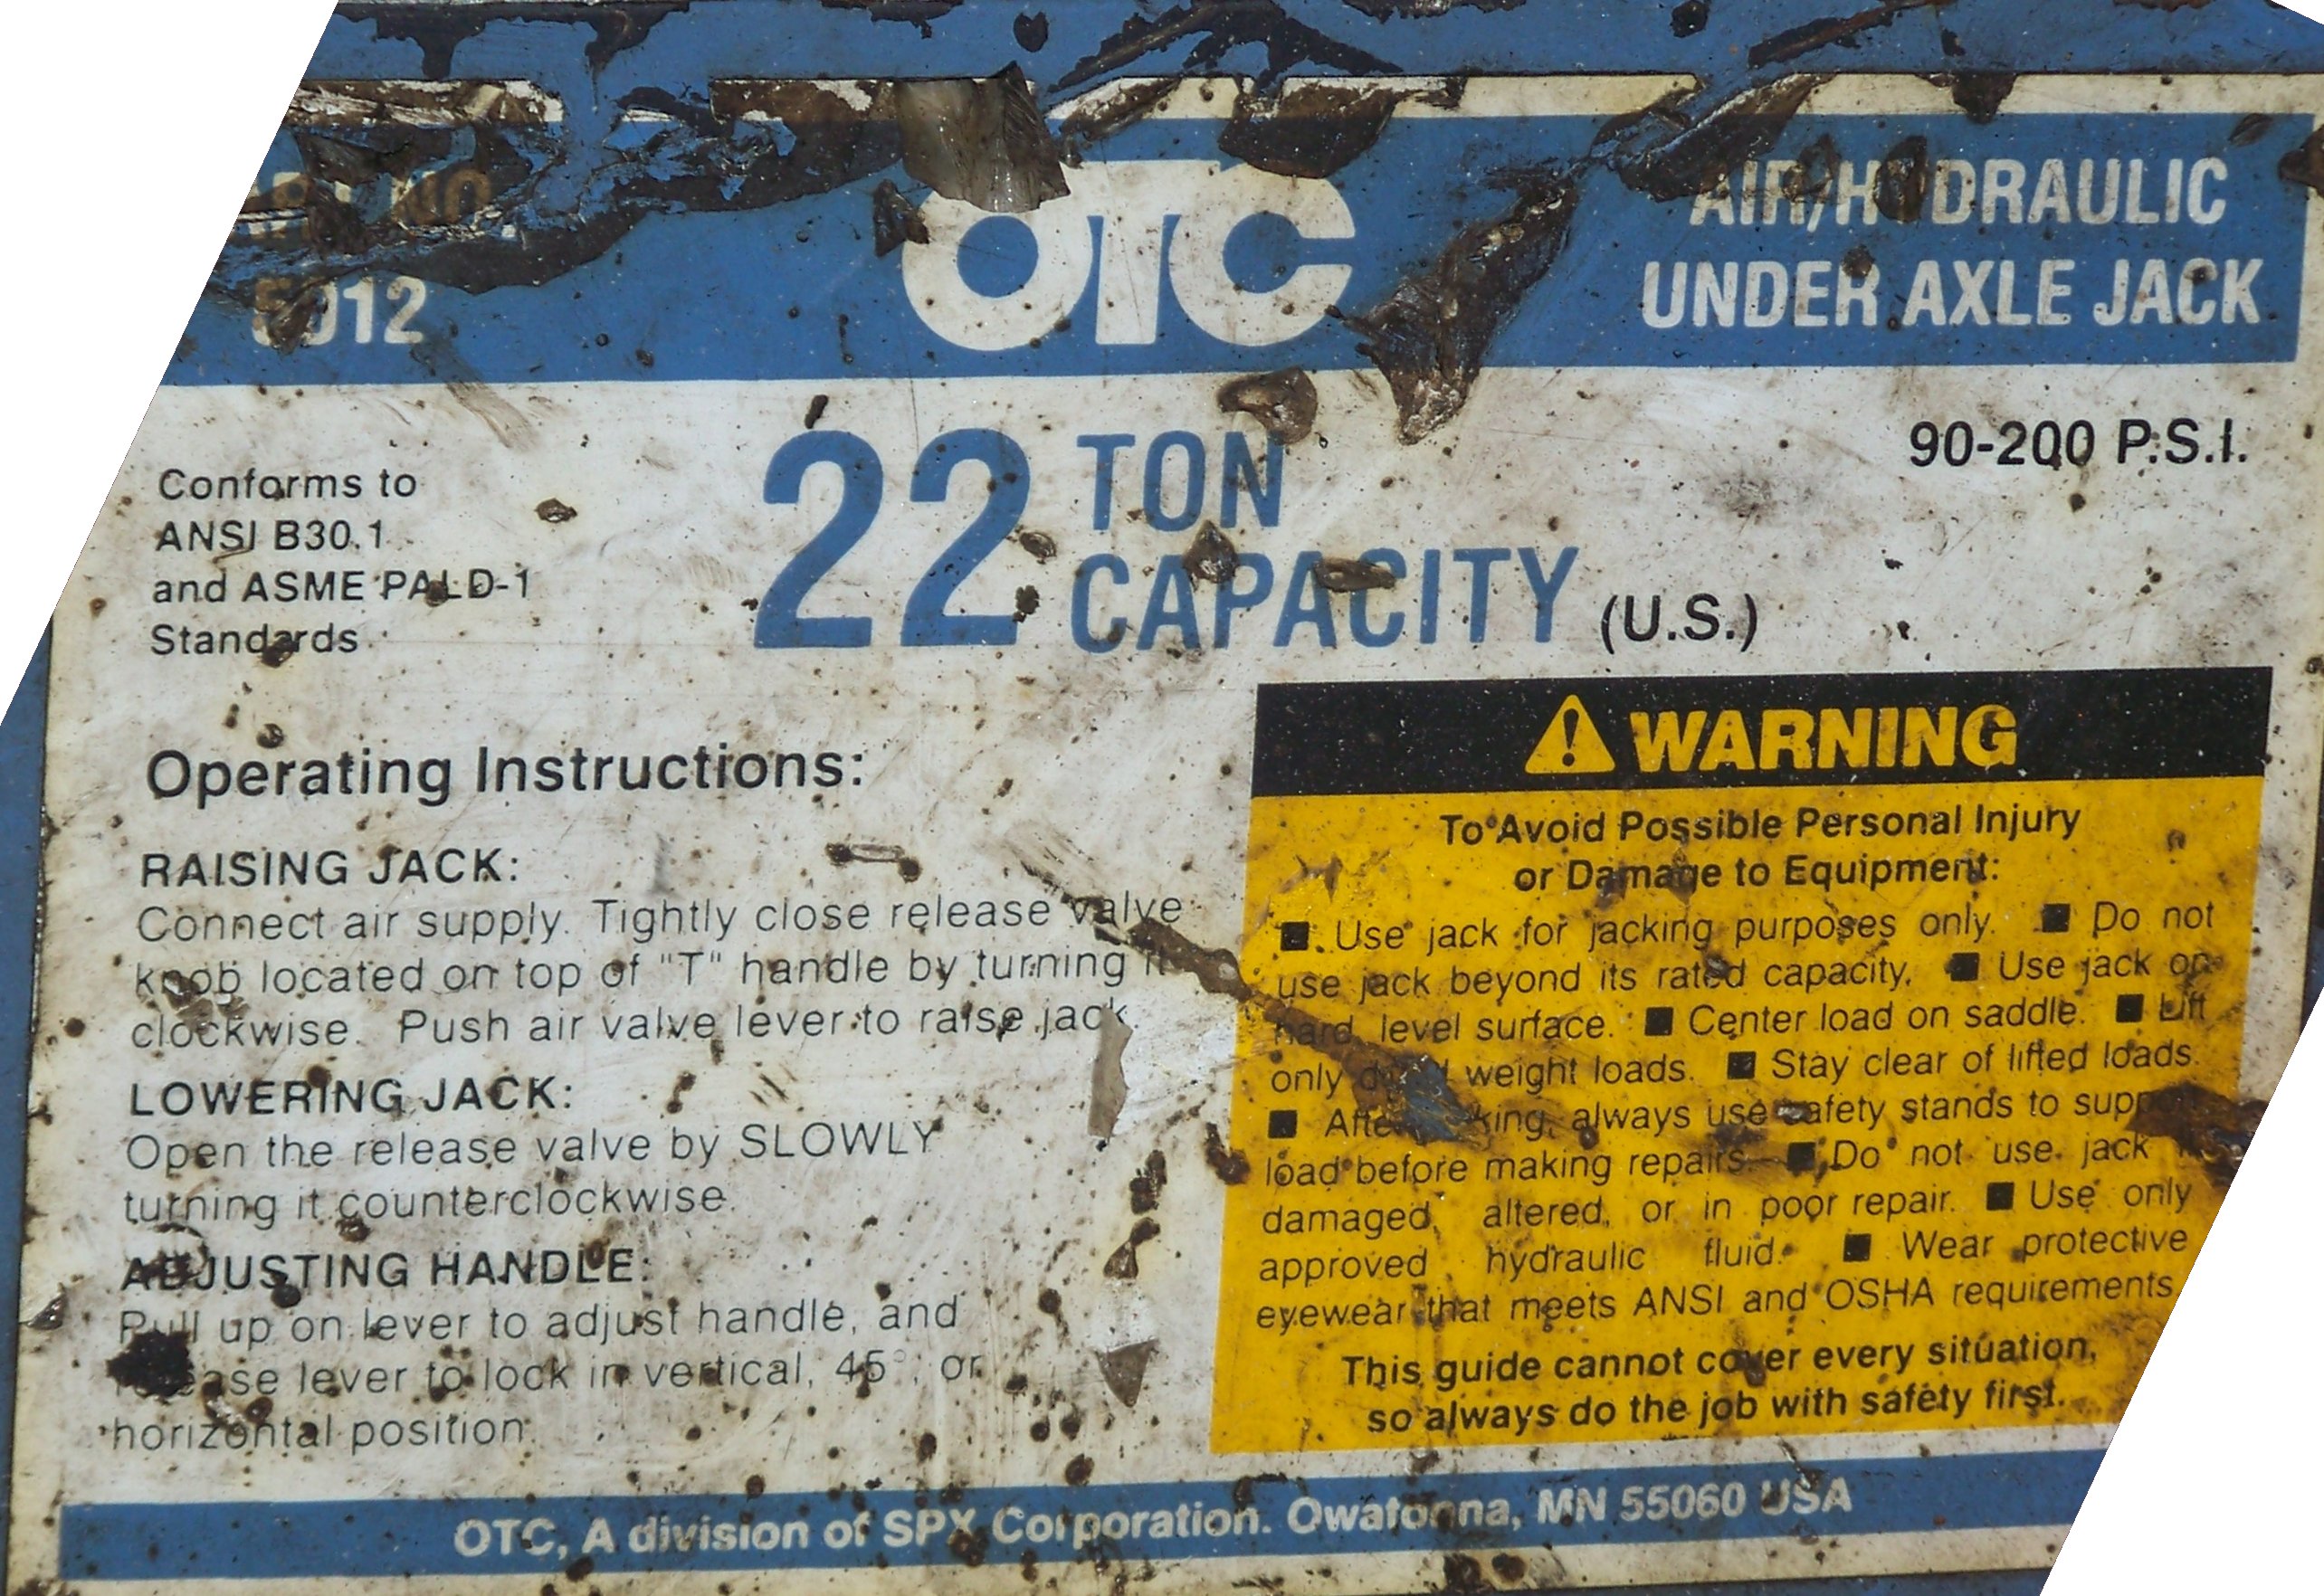 NO.
OTC
AIR/HYDRAULIC
5012
UNDER AXLE JACK
90-200 P.S.I.
22 TON
CAPACITY (U.S.)
Conforms to
ANSI B30.1
and ASME PALD-1
Standards
Operating Instructions:
RAISING JACK:
Connect air supply. Tightly close release valve
knob located on top of "T" handle by turning it
clockwise. Push air valve lever to raise jack.
LOWERING JACK:
Open the release valve by SLOWLY
turning it counterclockwise.
ADJUSTING HANDLE:
Pull up on lever to adjust handle, and
release lever to lock in vertical, 45°, or
horizontal position.
WARNING
To Avoid Possible Personal Injury
or Damage to Equipment:
■ Use jack for jacking purposes only. ■ Do not
use jack beyond its rated capacity. ■ Use jack on
hard, level surface. ■ Center load on saddle. ■ Lift
only weight loads. ■ Stay clear of lifted loads.
■ After jacking, always use safety stands to support
load before making repairs. ■ Do not use jack if
damaged, altered, or in poor repair. ■ Use only
approved hydraulic fluid. ■ Wear protective
eyewear that meets ANSI and OSHA requirements.
This guide cannot cover every situation,
so always do the job with safety first.
OTC, A division of SPX Corporation. Owatonna, MN 55060 USA